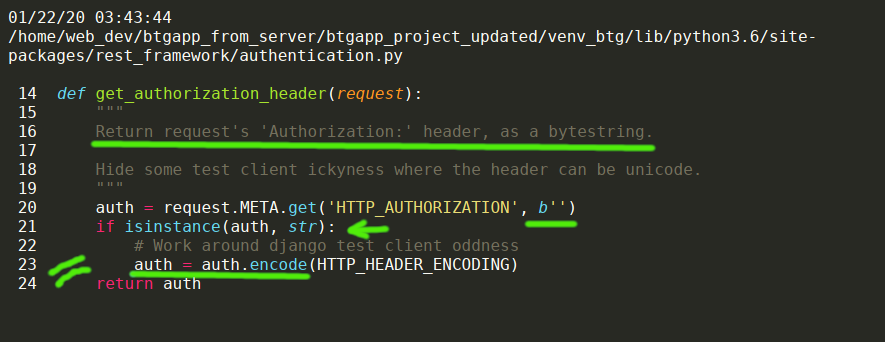 01/22/20 03:43:44
/home/web_dev/btgapp_from_server/btgapp_project_updated/venv_btg/lib/python3.6/site-
packages/rest_framework/authentication.py
14 def get_authorization_header(request):
15     """
16     Return request's 'Authorization:' header, as a bytestring.
17
18     Hide some test client ickyness where the header can be unicode.
19     """
20     auth = request.META.get('HTTP_AUTHORIZATION', b'')
21     if isinstance(auth, str):
22         # Work around django test client oddness
23         auth = auth.encode(HTTP_HEADER_ENCODING)
24     return auth